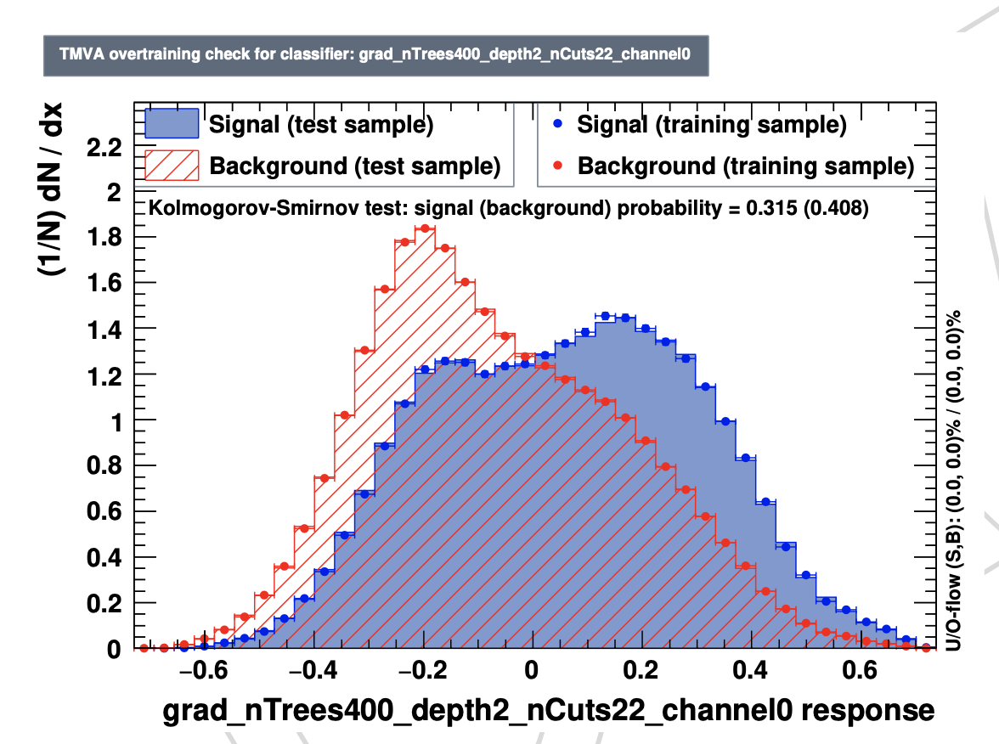 TMVA overtraining check for classifier: grad_nTrees400_depth2_nCuts22_channel0
(1/N) dN / dx
Signal (test sample)
Background (test sample)
Signal (training sample)
Background (training sample)
Kolmogorov-Smirnov test: signal (background) probability = 0.315 (0.408)
2.2
2
1.8
1.6
1.4
1.2
1
0.8
0.6
0.4
0.2
0
−0.6 −0.4 −0.2 0 0.2 0.4 0.6
grad_nTrees400_depth2_nCuts22_channel0 response
U/O-flow (S,B): (0.0, 0.0)% / (0.0, 0.0)%